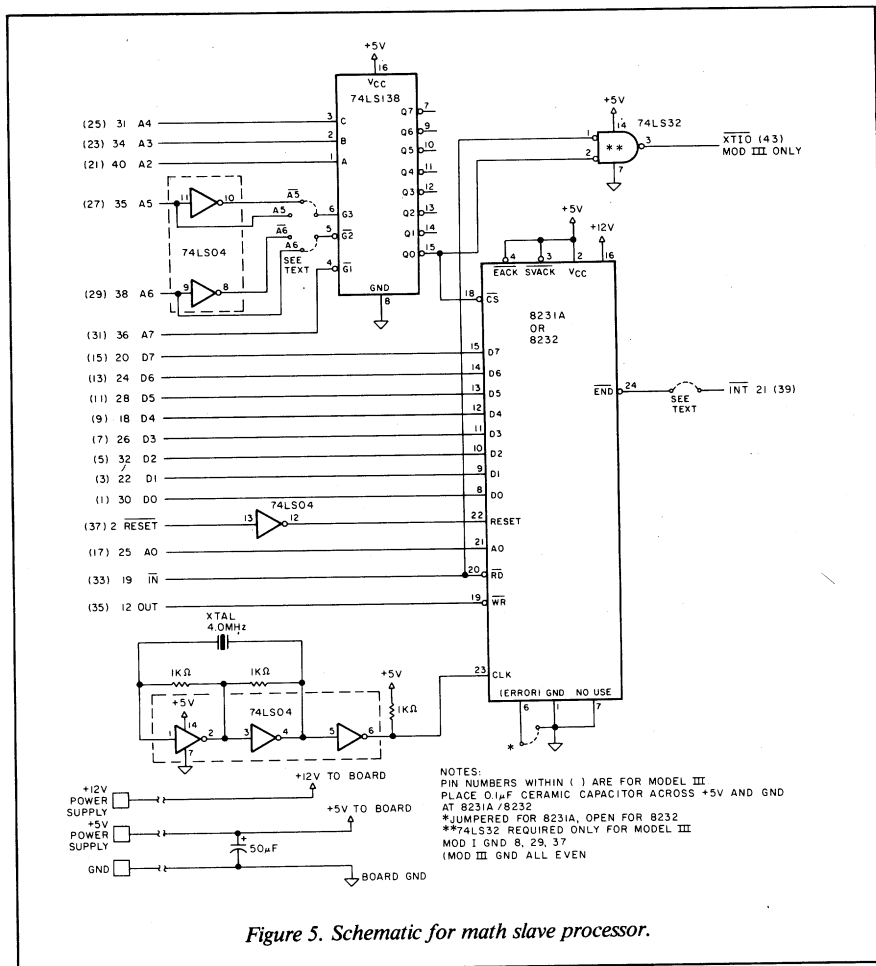 +5V
16
VCC
74LS138
(25) 31 A4
3
C
(23) 34 A3
2
B
(21) 40 A2
1
A
Q7
7
Q6
9
Q5
10
Q4
11
Q3
12
Q2
13
Q1
14
Q0
15
(27) 35 A5
11
10
A5
A5
6
G3
A6
A6
5
G2
SEE
TEXT
4
G1
74LS04
9
8
(29) 38 A6
GND
8
(31) 36 A7
+5V
14
74LS32
1
2
**
3
7
XTIO (43)
MOD III ONLY
+5V
+12V
4
3
2
16
EACK
SVACK
VCC
18
CS
8231A
OR
8232
(15) 20 D7
15
D7
(13) 24 D6
14
D6
(11) 28 D5
13
D5
(9) 18 D4
12
D4
(7) 26 D3
11
D3
(5) 32 D2
10
D2
(3) 22 D1
9
D1
(1) 30 D0
8
D0
END
24
SEE
TEXT
INT 21 (39)
(37) 2 RESET
13
74LS04
12
22
RESET
(17) 25 A0
21
A0
(33) 19 IN
20
RD
(35) 12 OUT
19
WR
XTAL
4.0MHz
1KΩ
1KΩ
+5V
14
1
2
7
74LS04
3
4
5
6
+5V
1KΩ
23
CLK
(ERROR) GND NO USE
6
1
7
*
+12V
POWER
SUPPLY
+12V TO BOARD
+5V
POWER
SUPPLY
+5V TO BOARD
+
50µF
GND
BOARD GND
NOTES:
PIN NUMBERS WITHIN ( ) ARE FOR MODEL III
PLACE 0.1µF CERAMIC CAPACITOR ACROSS +5V AND GND
AT 8231A/8232
*JUMPERED FOR 8231A, OPEN FOR 8232
**74LS32 REQUIRED ONLY FOR MODEL III
MOD I GND 8, 29, 37
(MOD III GND ALL EVEN
Figure 5. Schematic for math slave processor.